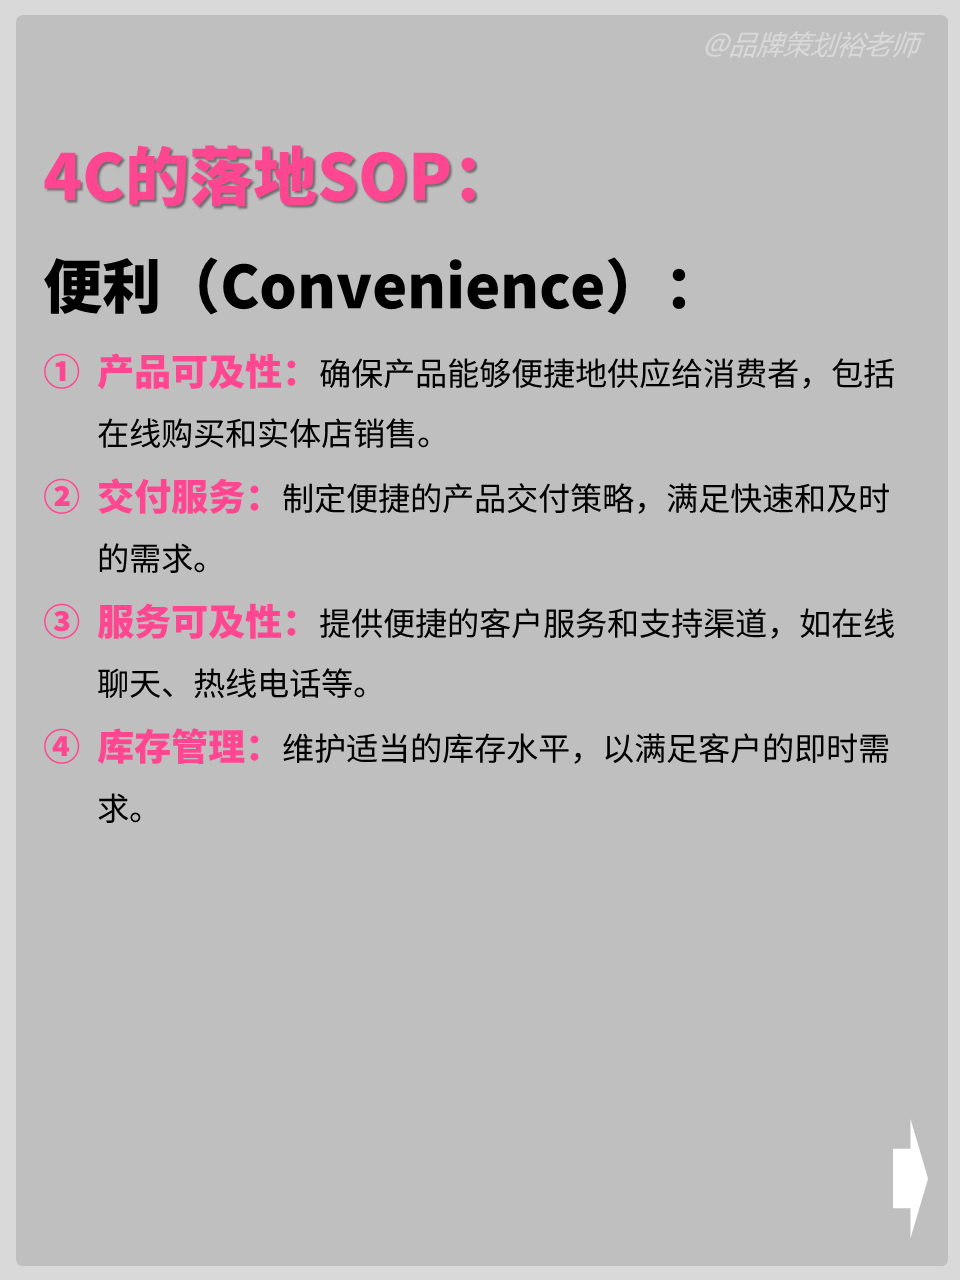 @品牌策划裕老师
4C的落地SOP：
便利（Convenience）：
① 产品可及性：确保产品能够便捷地供应给消费者，包括
在线购买和实体店销售。
② 交付服务：制定便捷的产品交付策略，满足快速和及时
的需求。
③ 服务可及性：提供便捷的客户服务和支持渠道，如在线
聊天、热线电话等。
④ 库存管理：维护适当的库存水平，以满足客户的即时需
求。